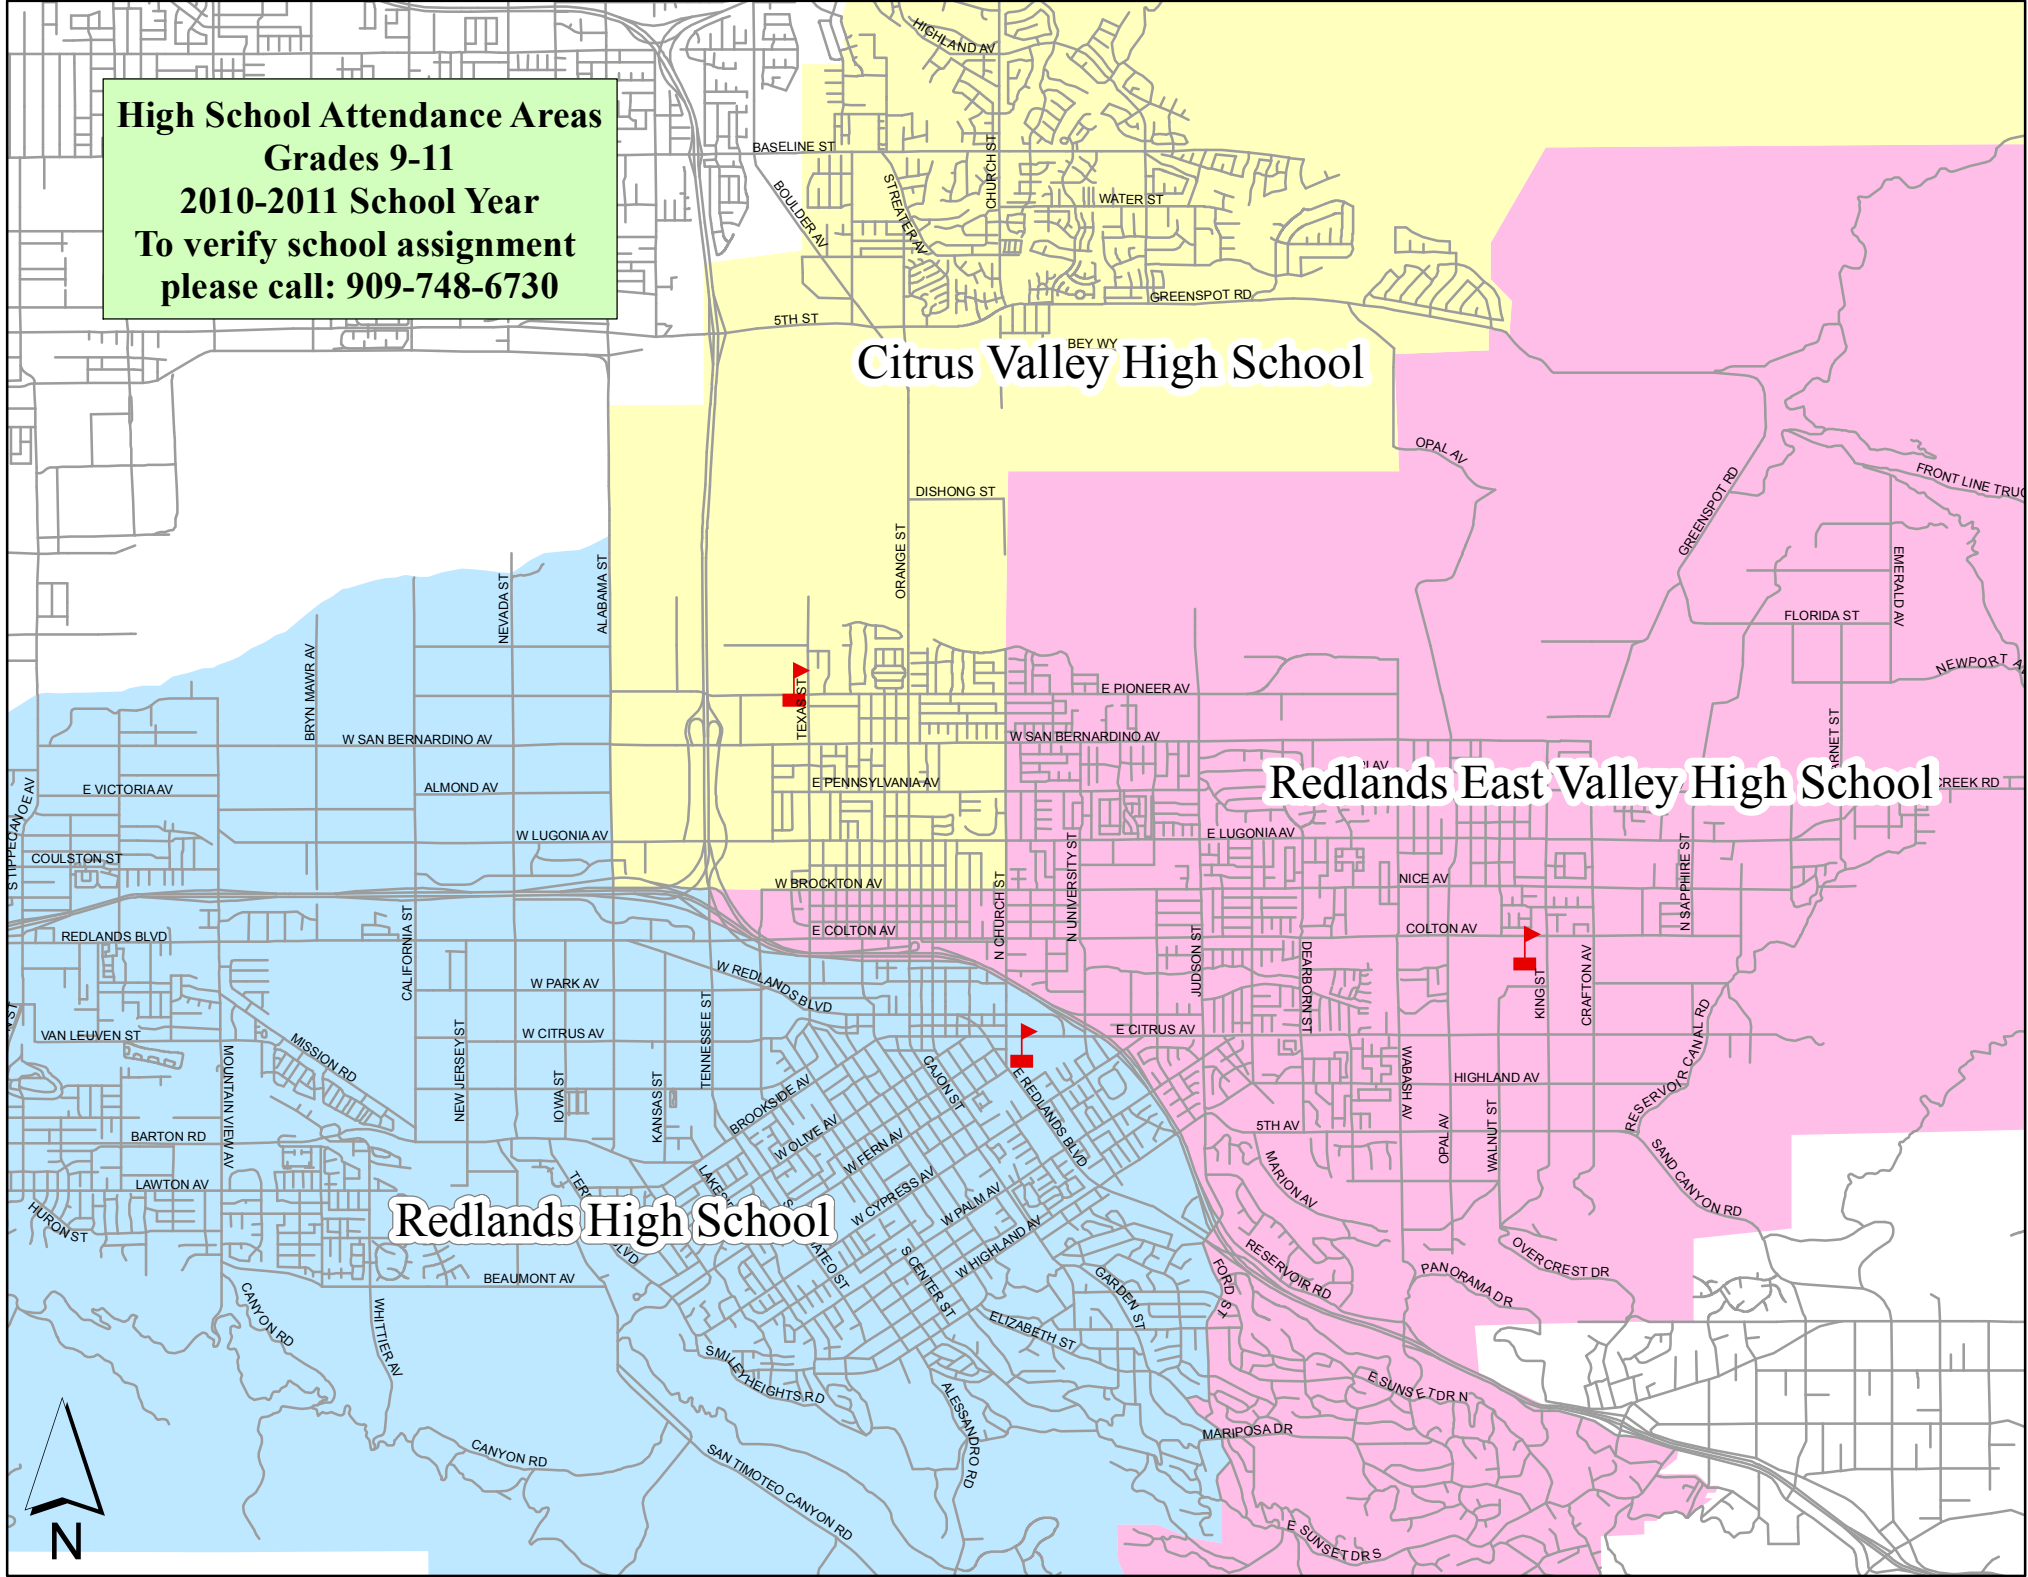 High School Attendance Areas
Grades 9-11
2010-2011 School Year
To verify school assignment
please call: 909-748-6730
HIGHLAND AV
BASELINE ST
CHURCH ST
BOULDER AV
STREATER AV
WATER ST
GREENSPOT RD
5TH ST
BEY WY
Citrus Valley High School
OPAL AV
GREENSPOT RD
FRONT LINE
DISHONG ST
ORANGE ST
ALABAMA ST
NEVADA ST
EMERALD AV
FLORIDA ST
NEWPORT
BRYN MAWR AV
TEXAS ST
E PIONEER AV
W SAN BERNARDINO AV
W SAN BERNARDINO AV
Redlands East Valley High School
CREEK RD
E VICTORIA AV
ALMOND AV
E PENNSYLVANIA AV
S TIPPECANOE AV
W LUGONIA AV
E LUGONIA AV
COULSTON ST
N UNIVERSITY ST
N SAPPHIRE ST
W BROCKTON AV
NICE AV
N CHURCH ST
REDLANDS BLVD
CALIFORNIA ST
E COLTON AV
COLTON AV
JUDSON ST
DEARBORN ST
KING ST
CRAFTON AV
W PARK AV
W REDLANDS BLVD
TENNESSEE ST
VAN LEUVEN ST
MISSION RD
NEW JERSEY ST
W CITRUS AV
E CITRUS AV
RESERVOIR CANAL RD
MOUNTAIN VIEW AV
IOWA ST
KANSAS ST
BROOKSIDE AV
CAJON ST
E REDLANDS BLVD
WABASH AV
HIGHLAND AV
BARTON RD
W OLIVE AV
W FERN AV
5TH AV
OPAL AV
WALNUT ST
SAND CANYON RD
LAWTON AV
HURON ST
W CYPRESS AV
W PALM AV
MARION AV
Redlands High School
W HIGHLAND AV
S CENTER ST
RESERVOIR RD
FORD ST
OVERCREST DR
PANORAMA DR
BEAUMONT AV
GARDEN ST
CANYON RD
WHITTIER AV
ELIZABETH ST
SMILEY HEIGHTS RD
ALESSANDRO RD
E SUNSET DR N
MARIPOSA DR
CANYON RD
SAN TIMOTEO CANYON RD
E SUNSET DR S
N